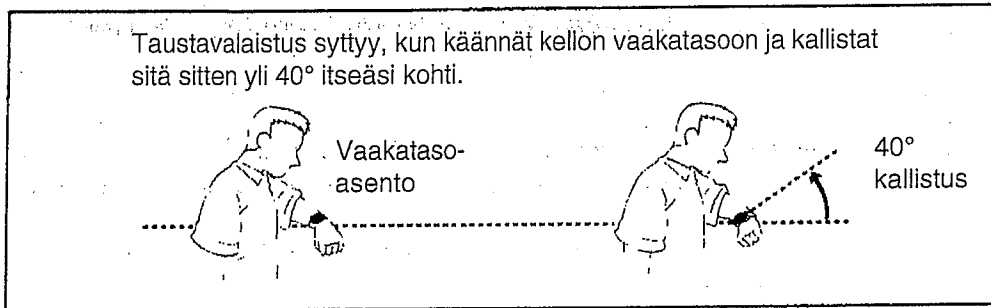 Taustavalaistus syttyy, kun käännät kellon vaakatasoon ja kallistat
sitä sitten yli 40° itseäsi kohti.
Vaakataso-
asento
40°
kallistus